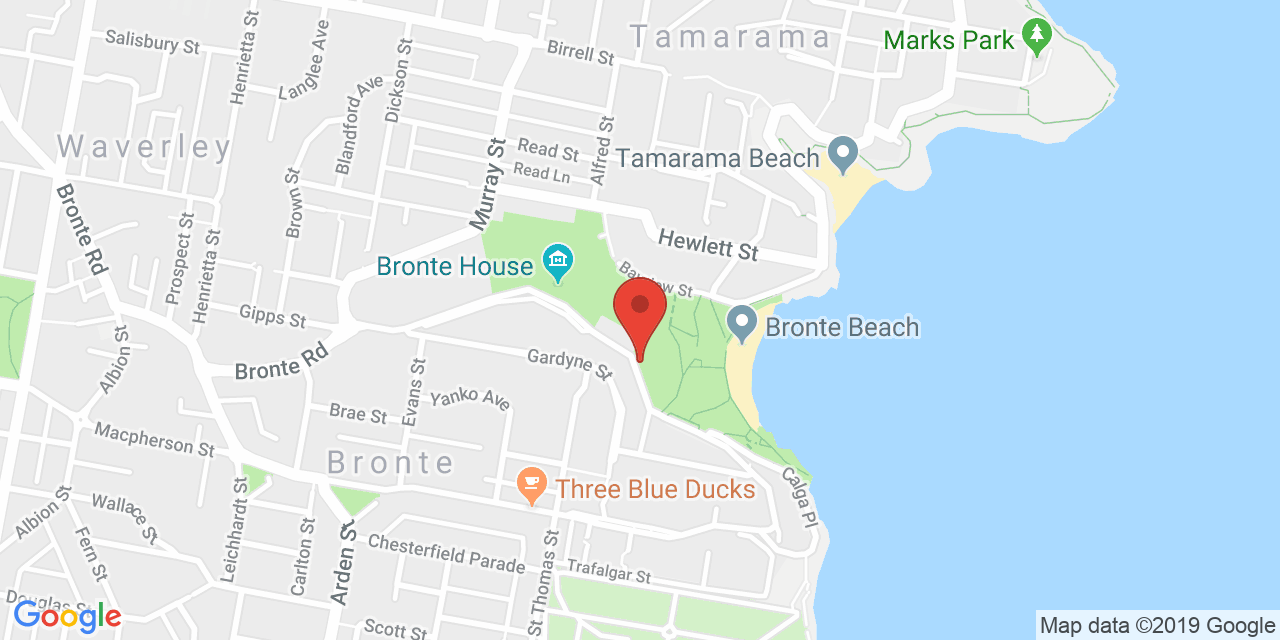 Tamarama
Marks Park
Salisbury St
Henrietta St
Langlee Ave
Dickson St
Birrell St
Blandford Ave
Waverley
Murray St
Read St
Read Ln
Alfred St
Tamarama Beach
Brown St
Bronte Rd
Prospect St
Henrietta St
Hewlett St
Bronte House
Gipps St
Bronte Beach
Albion St
Bronte Rd
Gardyne St
Evans St
Yanko Ave
Brae St
Macpherson St
Bronte
Three Blue Ducks
Calga Pl
Albion St
Wallace St
Leichhardt St
Carlton St
Arden St
Chesterfield Parade
Fern St
St Thomas St
Trafalgar St
Douglas St
Google
Scott St
Map data ©2019 Google